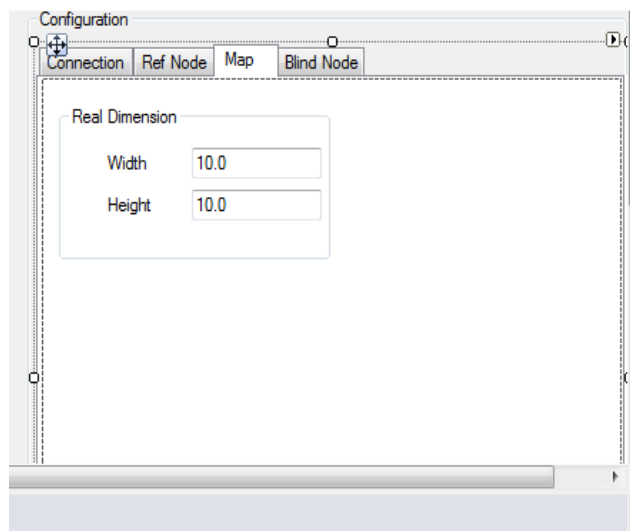 Configuration
Connection Ref Node Map Blind Node
Real Dimension
Width 10.0
Height 10.0